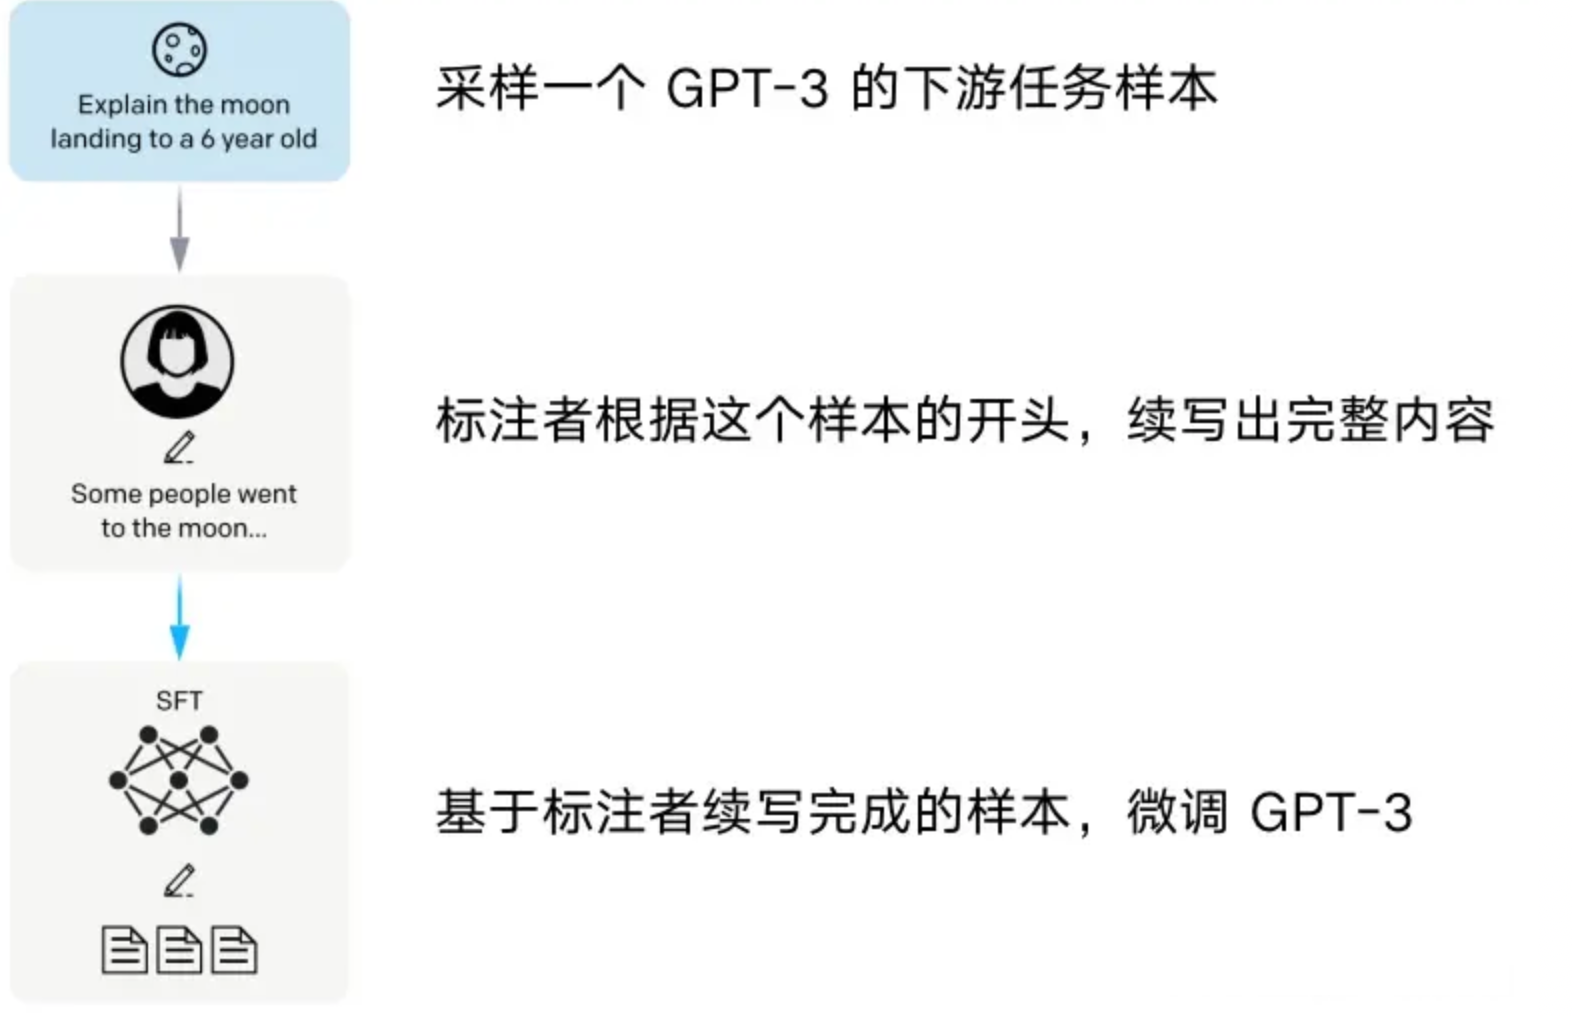 Explain the moon
landing to a 6 year old
采样一个 GPT-3 的下游任务样本
Some people went
to the moon...
标注者根据这个样本的开头，续写出完整内容
SFT
基于标注者续写完成的样本，微调 GPT-3